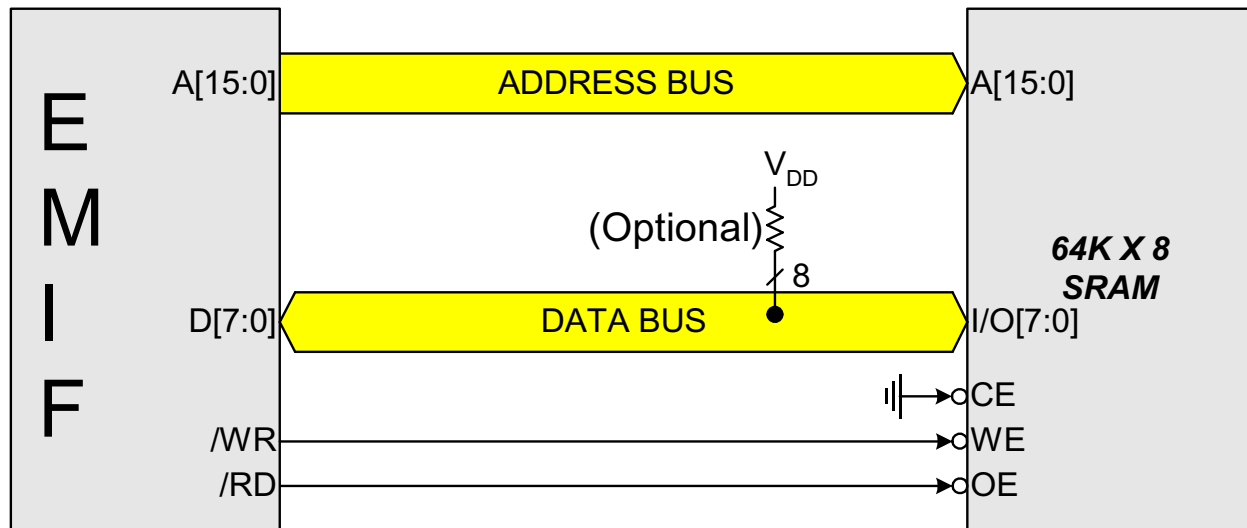 EMIF
A[15:0]
ADDRESS BUS
A[15:0]
VDD
(Optional)
8
64K X 8
SRAM
D[7:0]
DATA BUS
I/O[7:0]
CE
/WR
WE
/RD
OE